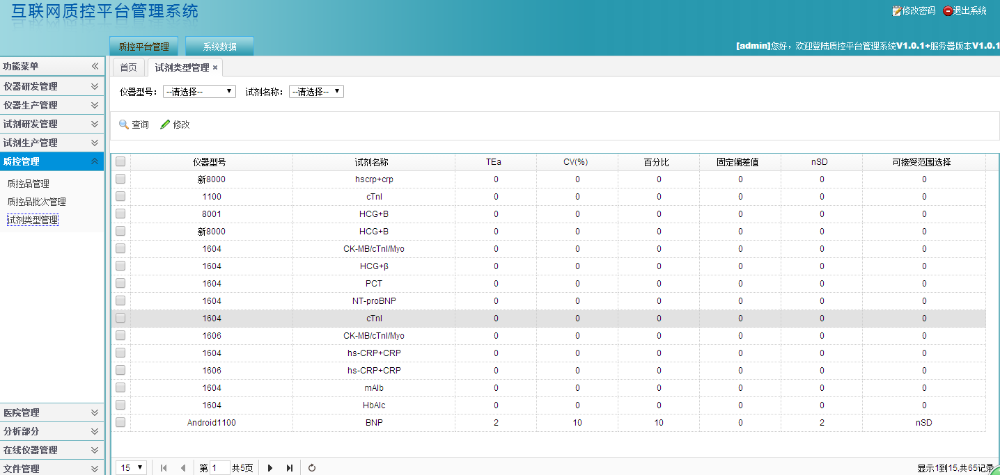 互联网质控平台管理系统
修改密码 退出系统
质控平台管理 系统数据
[admin]您好，欢迎登陆质控平台管理系统V1.0.1+服务器版本V1.0.1
功能菜单
首页 试剂类型管理 ×
仪器研发管理
仪器生产管理
试剂研发管理
试剂生产管理
质控管理
质控品管理
质控品批次管理
试剂类型管理
医院管理
分析部分
在线仪器管理
文件管理
仪器型号： --请选择-- 试剂名称： --请选择--
查询 修改
仪器型号 试剂名称 TEa CV(%) 百分比 固定偏差值 nSD 可接受范围选择
新8000 hscrp+crp 0 0 0 0 0 0
1100 cTnI 0 0 0 0 0 0
8001 HCG+B 0 0 0 0 0 0
新8000 HCG+B 0 0 0 0 0 0
1604 CK-MB/cTnI/Myo 0 0 0 0 0 0
1604 HCG+β 0 0 0 0 0 0
1604 PCT 0 0 0 0 0 0
1604 NT-proBNP 0 0 0 0 0 0
1604 cTnI 0 0 0 0 0 0
1606 CK-MB/cTnI/Myo 0 0 0 0 0 0
1604 hs-CRP+CRP 0 0 0 0 0 0
1606 hs-CRP+CRP 0 0 0 0 0 0
1604 mAlb 0 0 0 0 0 0
1604 HbAlc 0 0 0 0 0 0
Android1100 BNP 2 10 10 0 2 nSD
15 第 1 共5页 显示1到15,共65记录